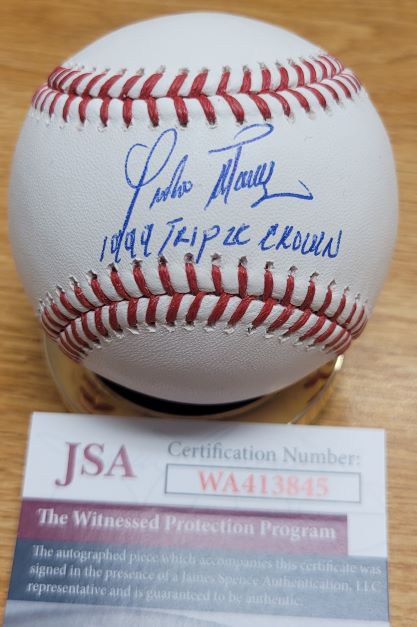 Pedro Martinez
1999 TRIPLE CROWN
JSA
Certification Number:
WA413845
The Witnessed Protection Program
The autographed piece which accompanies this certificate was
signed in the presence of a James Spence Authentication, LLC
representative and is guaranteed to be authentic.